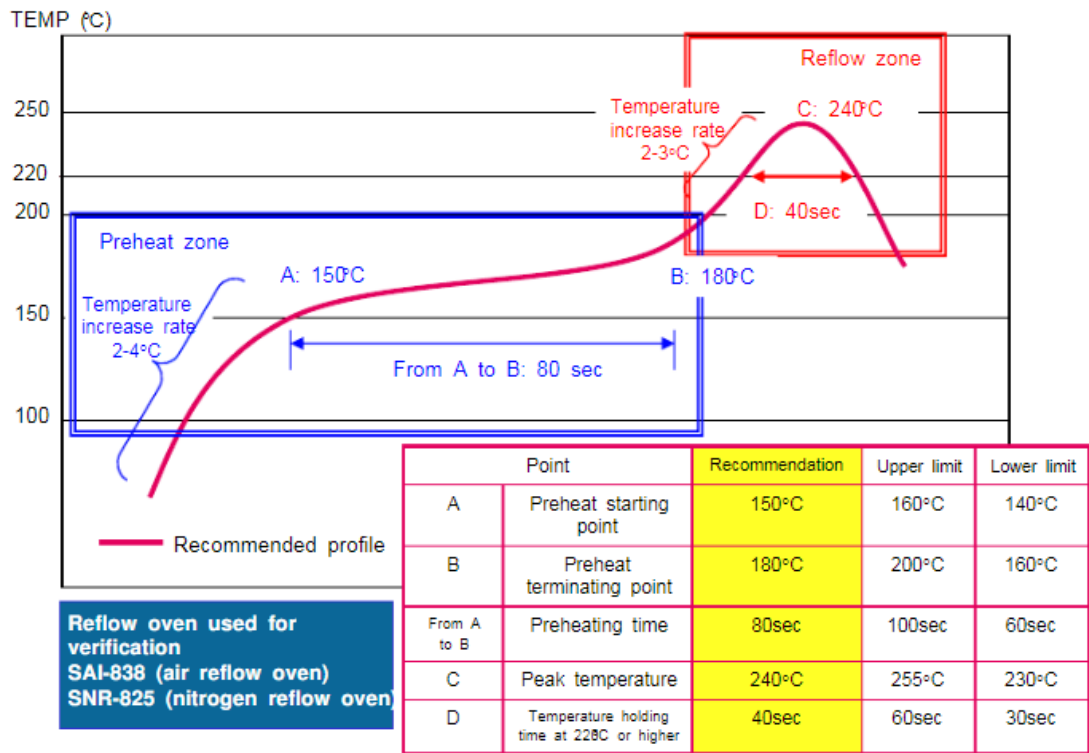 TEMP (°C)
Reflow zone
250
Temperature
increase rate
2-3°C
C: 240°C
220
200
D: 40sec
Preheat zone
A: 150°C
B: 180°C
Temperature
increase rate
2-4°C
150
From A to B: 80 sec
100
Recommended profile
Point Recommendation Upper limit Lower limit
A Preheat starting
point 150°C 160°C 140°C
B Preheat
terminating point 180°C 200°C 160°C
From A
to B Preheating time 80sec 100sec 60sec
C Peak temperature 240°C 255°C 230°C
D Temperature holding
time at 220°C or higher 40sec 60sec 30sec
Reflow oven used for
verification
SAI-838 (air reflow oven)
SNR-825 (nitrogen reflow oven)